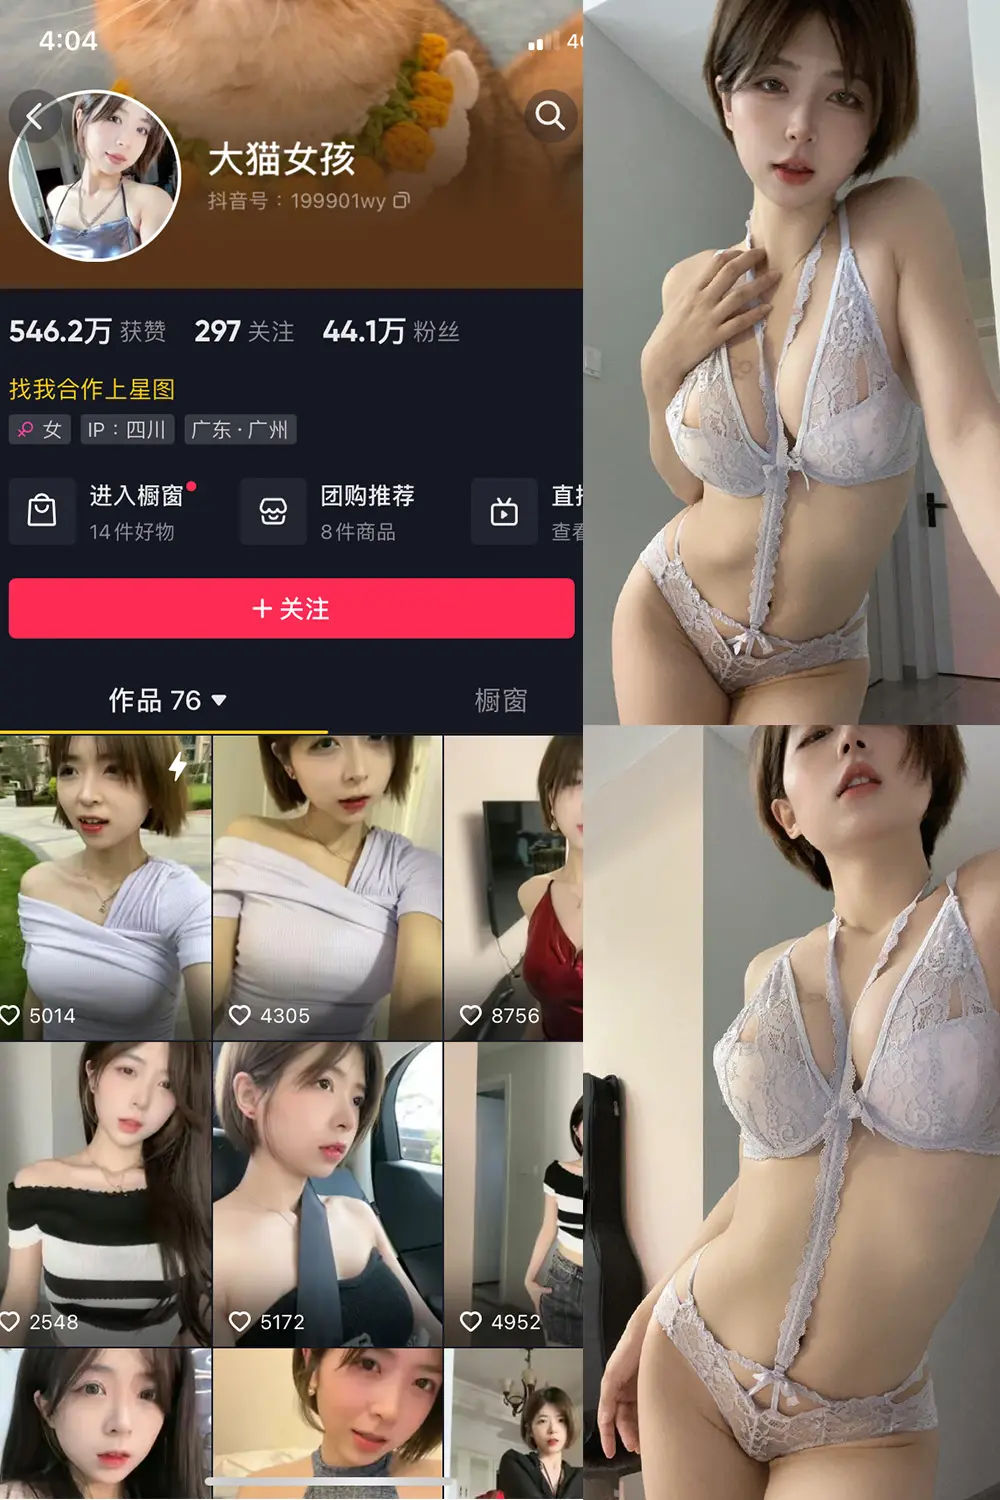 4:04
大猫女孩
抖音号：199901wy
546.2万 获赞 297 关注 44.1万 粉丝
找我合作上星图
女 IP：四川 广东·广州
进入橱窗 团购推荐
14件好物 8件商品 查看
+ 关注
作品 76 橱窗
5014 4305 8756
2548 5172 4952